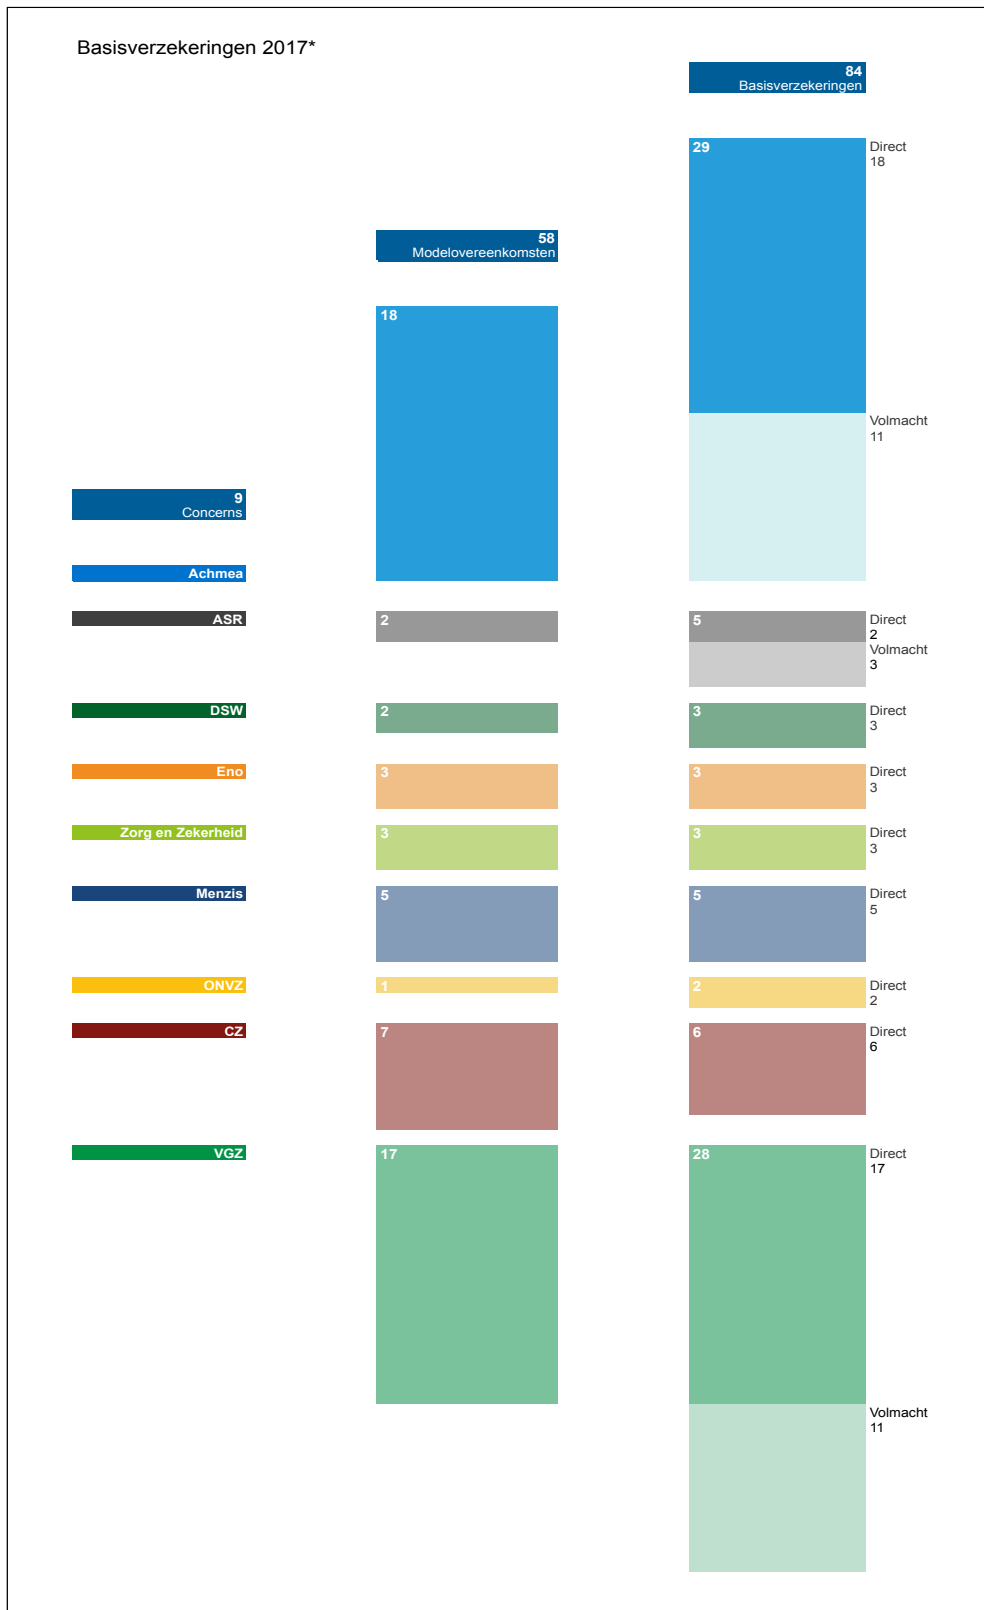 Basisverzekeringen 2017*
84
Basisverzekeringen
29
Direct
18
58
Modelovereenkomsten
18
Volmacht
11
9
Concerns
Achmea
ASR
2
5
Direct
2
Volmacht
3
DSW
2
3
Direct
3
Eno
3
3
Direct
3
Zorg en Zekerheid
3
3
Direct
3
Menzis
5
5
Direct
5
ONVZ
1
2
Direct
2
CZ
7
6
Direct
6
VGZ
17
28
Direct
17
Volmacht
11